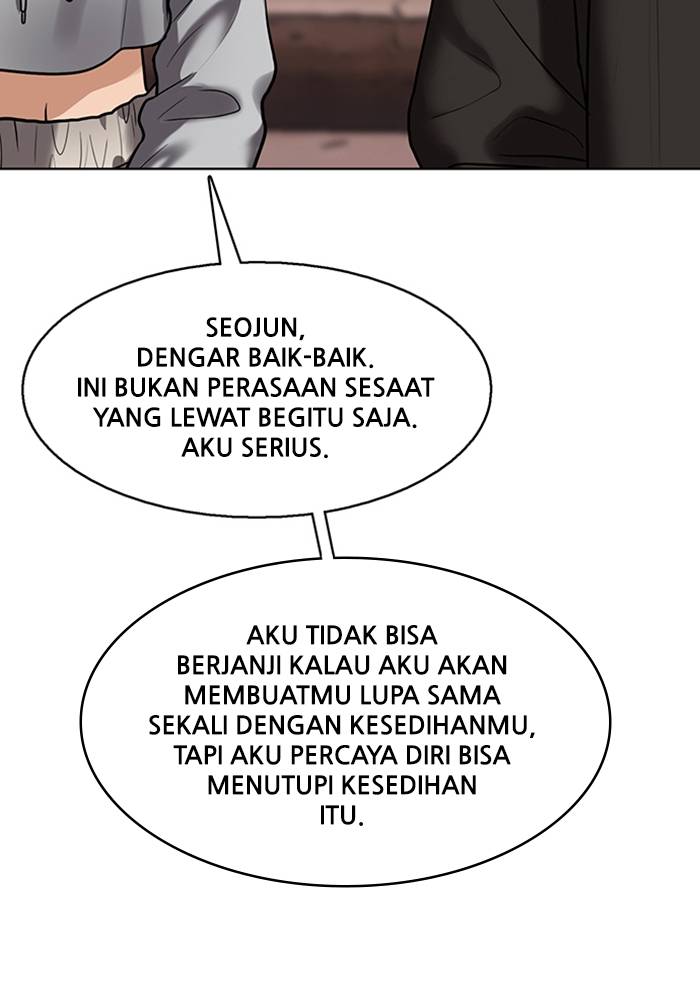 SEOJUN,
DENGAR BAIK-BAIK.
INI BUKAN PERASAAN SESAAT
YANG LEWAT BEGITU SAJA.
AKU SERIUS.
AKU TIDAK BISA
BERJANJI KALAU AKU AKAN
MEMBUATMU LUPA SAMA
SEKALI DENGAN KESEDIHANMU,
TAPI AKU PERCAYA DIRI BISA
MENUTUPI KESEDIHAN
ITU.